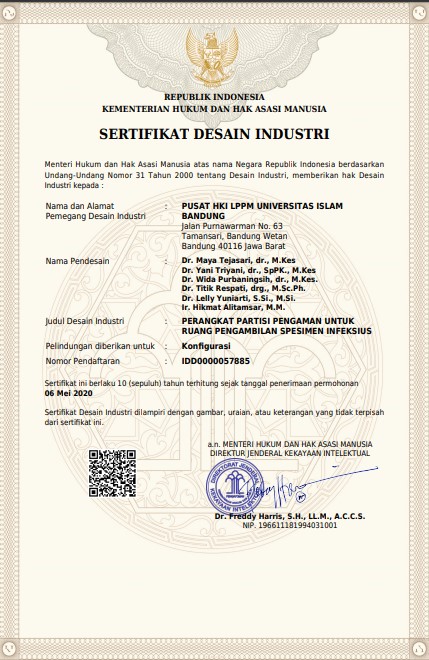 REPUBLIK INDONESIA
KEMENTERIAN HUKUM DAN HAK ASASI MANUSIA
SERTIFIKAT DESAIN INDUSTRI
Menteri Hukum dan Hak Asasi Manusia atas nama Negara Republik Indonesia berdasarkan
Undang-Undang Nomor 31 Tahun 2000 tentang Desain Industri, memberikan hak Desain
Industri kepada :
Nama dan Alamat : PUSAT HKI LPPM UNIVERSITAS ISLAM
Pemegang Desain Industri BANDUNG
Jalan Purnawarman No. 63
Tamansari, Bandung Wetan
Bandung 40116 Jawa Barat
Nama Pendesain : Dr. Maya Tejasari, dr., M.Kes
Dr. Yani Triyani, dr., SpPK., M.Kes
Dr. Wida Purbaningsih, dr., M.Kes.
Dr. Titik Respati, drg., M.Sc.Ph.
Dr. Lelly Yuniarti, S.Si., M.Si.
Ir. Hikmat Alitamsar, M.M.
Judul Desain Industri : PERANGKAT PARTISI PENGAMAN UNTUK
RUANG PENGAMBILAN SPESIMEN INFEKSIUS
Pelindungan diberikan untuk : Konfigurasi
Nomor Pendaftaran : IDD0000057885
Sertifikat ini berlaku 10 (sepuluh) tahun terhitung sejak tanggal penerimaan permohonan
06 Mei 2020
Sertifikat Desain Industri dilampiri dengan gambar, uraian, atau keterangan yang tidak terpisah
dari sertifikat ini.
a.n. MENTERI HUKUM DAN HAK ASASI MANUSIA
DIREKTUR JENDERAL KEKAYAAN INTELEKTUAL
DIREKTORAT JENDERAL
KEKAYAAN INTELEKTUAL
Dr. Freddy Harris, S.H., LL.M., A.C.C.S.
NIP. 196611181994031001